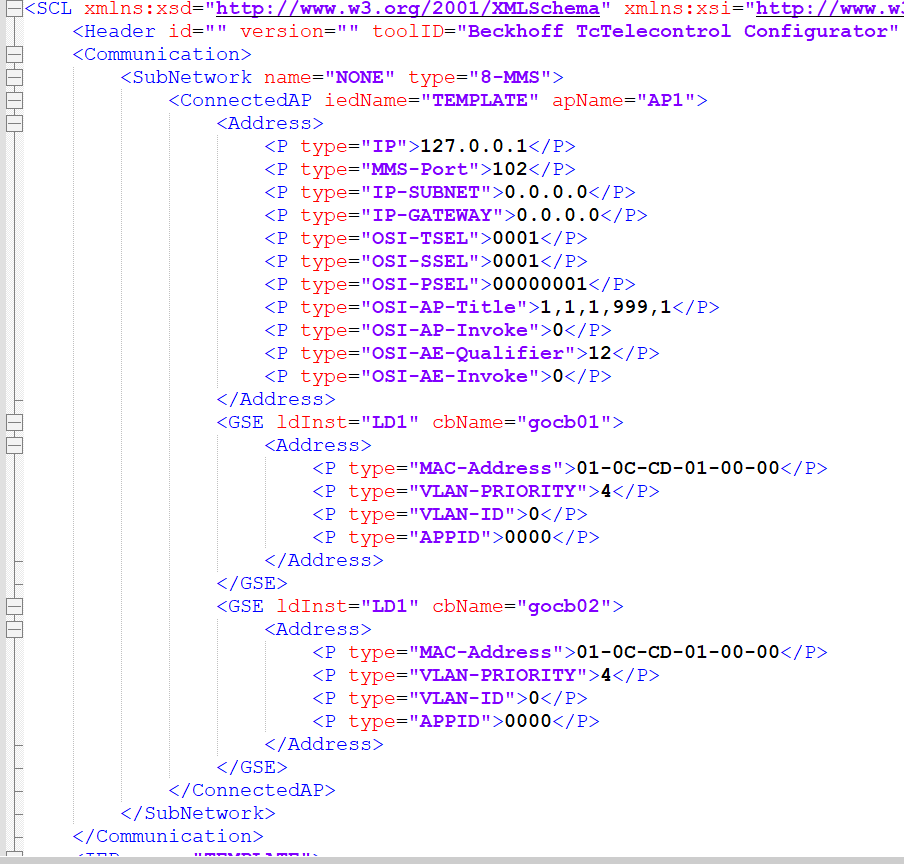 <SCL xmlns:xsd="http://www.w3.org/2001/XMLSchema" xmlns:xsi="http://www.w3
<Header id="" version="" toolID="Beckhoff TcTelecontrol Configurator"
<Communication>
<SubNetwork name="NONE" type="8-MMS">
<ConnectedAP iedName="TEMPLATE" apName="AP1">
<Address>
<P type="IP">127.0.0.1</P>
<P type="MMS-Port">102</P>
<P type="IP-SUBNET">0.0.0.0</P>
<P type="IP-GATEWAY">0.0.0.0</P>
<P type="OSI-TSEL">0001</P>
<P type="OSI-SSEL">0001</P>
<P type="OSI-PSEL">00000001</P>
<P type="OSI-AP-Title">1,1,1,999,1</P>
<P type="OSI-AP-Invoke">0</P>
<P type="OSI-AE-Qualifier">12</P>
<P type="OSI-AE-Invoke">0</P>
</Address>
<GSE ldInst="LD1" cbName="gocb01">
<Address>
<P type="MAC-Address">01-0C-CD-01-00-00</P>
<P type="VLAN-PRIORITY">4</P>
<P type="VLAN-ID">0</P>
<P type="APPID">0000</P>
</Address>
</GSE>
<GSE ldInst="LD1" cbName="gocb02">
<Address>
<P type="MAC-Address">01-0C-CD-01-00-00</P>
<P type="VLAN-PRIORITY">4</P>
<P type="VLAN-ID">0</P>
<P type="APPID">0000</P>
</Address>
</GSE>
</ConnectedAP>
</SubNetwork>
</Communication>